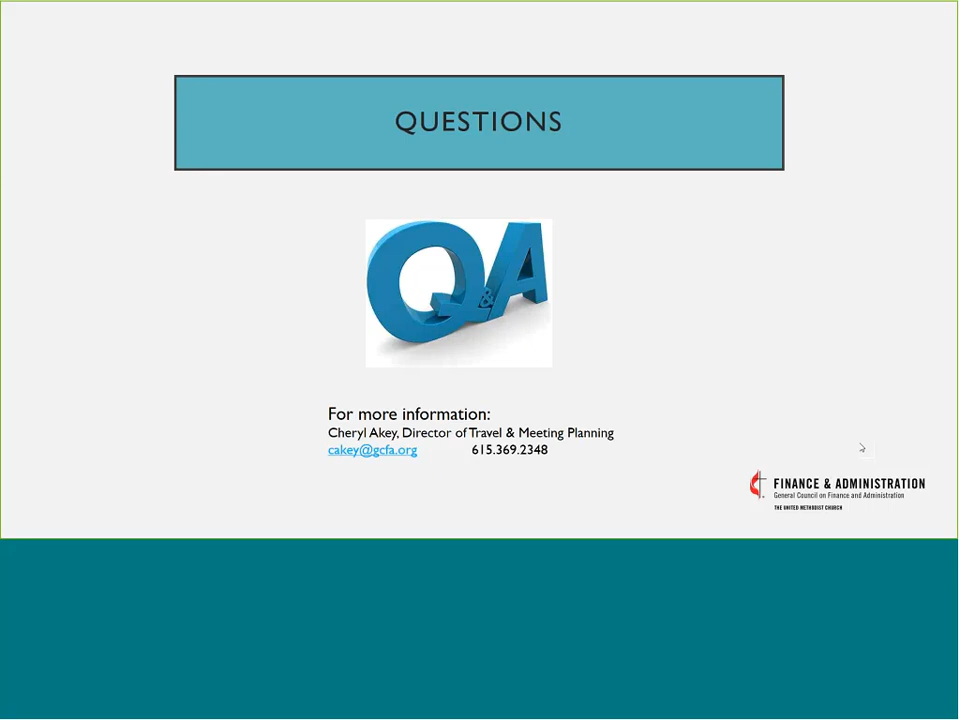 QUESTIONS
Q&A
For more information:
Cheryl Akey, Director of Travel & Meeting Planning
cakey@gcfa.org 615.369.2348
FINANCE & ADMINISTRATION
General Council on Finance and Administration
THE UNITED METHODIST CHURCH